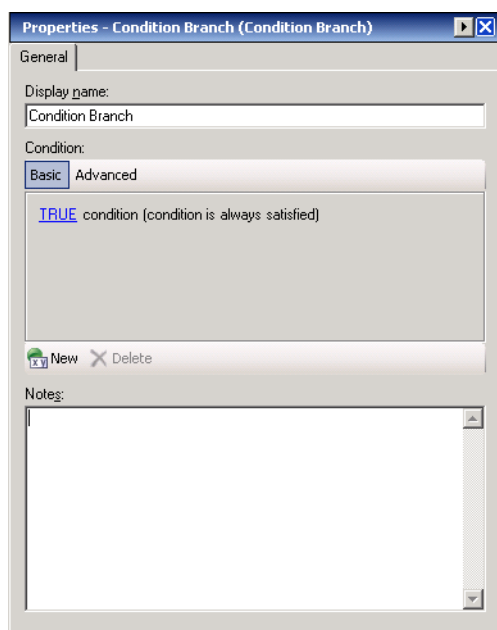 Properties - Condition Branch (Condition Branch)
General
Display name:
Condition Branch
Condition:
Basic Advanced
TRUE condition (condition is always satisfied)
New Delete
Notes: